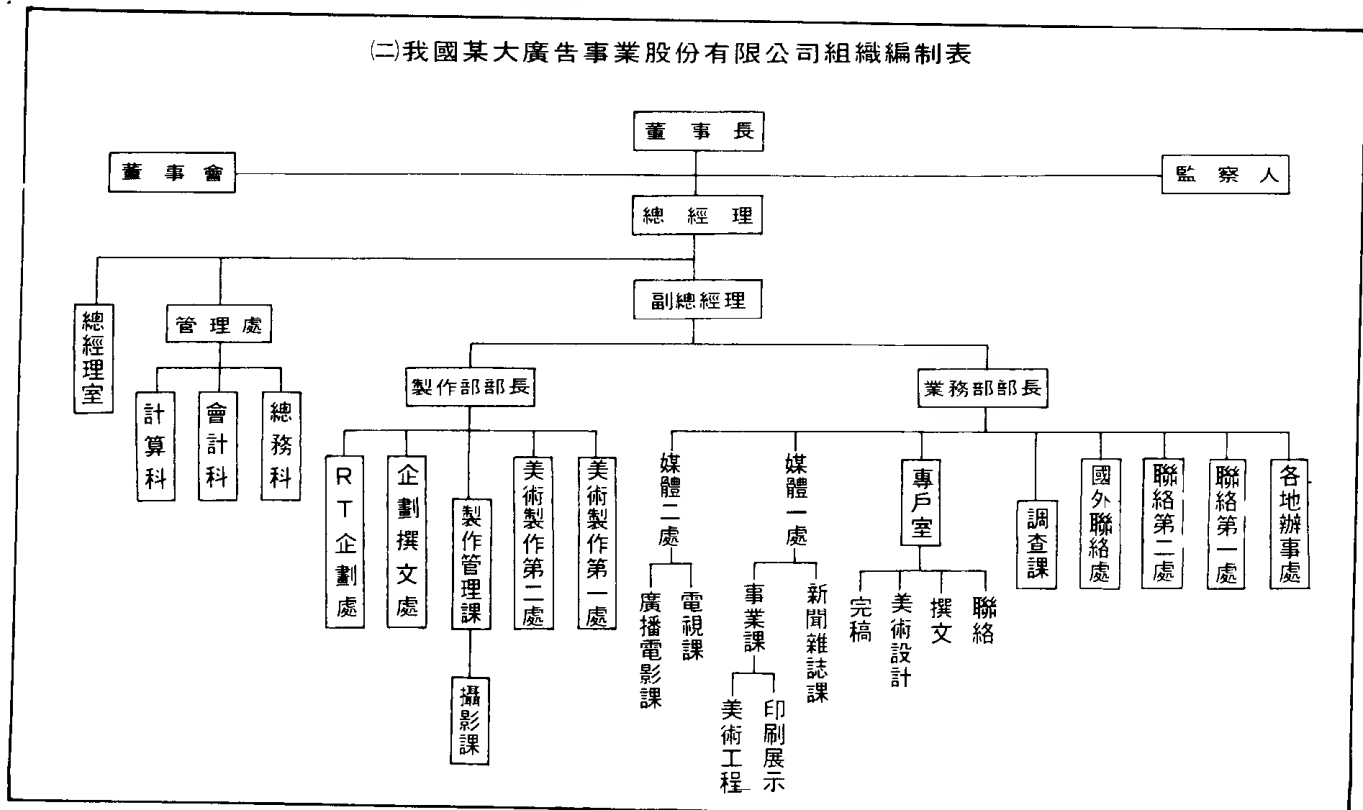 ㈡我國某大廣告事業股份有限公司組織編制表
董事長
董事會
監察人
總經理
副總經理
總經理室
管理處
計算科
會計科
總務科
製作部部長
業務部部長
RT企劃處
企劃撰文處
製作管理課
美術製作第二處
美術製作第一處
攝影課
媒體二處
媒體一處
專戶室
調查課
國外聯絡處
聯絡第二處
聯絡第一處
各地辦事處
廣播電影課
電視課
事業課
新聞雜誌課
完稿
美術設計
撰文
聯絡
美術工程
印刷展示